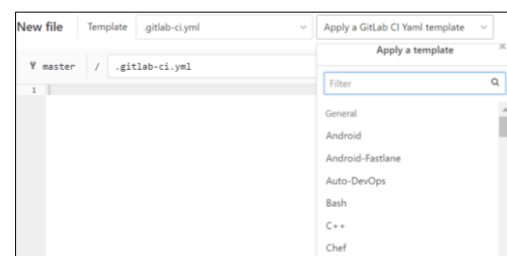 New file Template .gitlab-ci.yml Apply a GitLab CI Yaml template
Apply a template
master / .gitlab-ci.yml
Filter
1
General
Android
Android-Fastlane
Auto-DevOps
Bash
C++
Chef